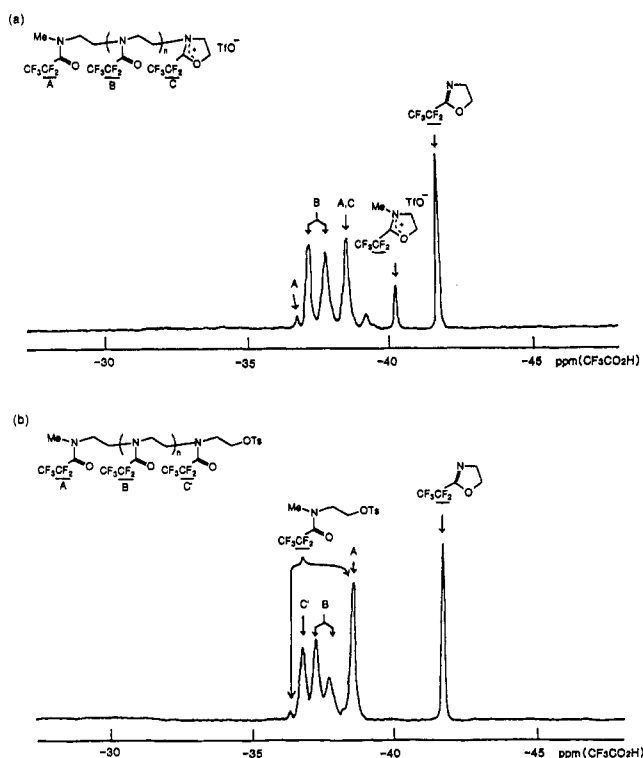 (a)
Me
N
N
n
N
+
O
TfO⁻
CF₃CF₂ O
CF₃CF₂ O
CF₃CF₂
A
B
C
N
O
CF₃CF₂
B
A,C
Me
N
+
O
TfO⁻
CF₃CF₂
A
-30 -35 -40 -45 ppm(CF₃CO₂H)
(b)
Me
N
N
n
N
OTs
CF₃CF₂ O
CF₃CF₂ O
CF₃CF₂ O
A
B
C'
N
O
CF₃CF₂
Me
N
OTs
O
CF₃CF₂
A
C'
B
-30 -35 -40 -45 ppm(CF₃CO₂H)